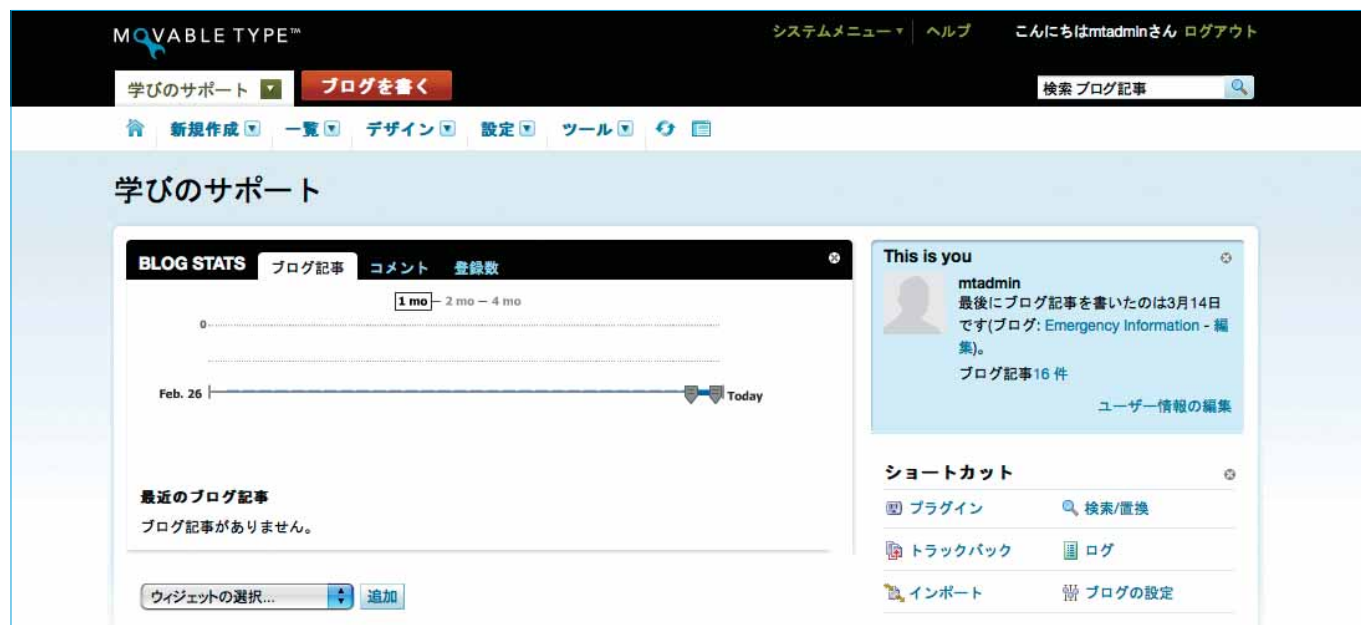 MOVABLE TYPE™
システムメニュー ヘルプ こんにちはmtadminさん ログアウト
学びのサポート ブログを書く 検索 ブログ記事
新規作成 一覧 デザイン 設定 ツール
学びのサポート
BLOG STATS ブログ記事 コメント 登録数
1 mo – 2 mo – 4 mo
0
Feb. 26 Today
最近のブログ記事
ブログ記事がありません。
ウィジェットの選択... 追加
This is you
mtadmin
最後にブログ記事を書いたのは3月14日
です(ブログ: Emergency Information - 編
集)。
ブログ記事16 件
ユーザー情報の編集
ショートカット
プラグイン 検索/置換
トラックバック ログ
インポート ブログの設定